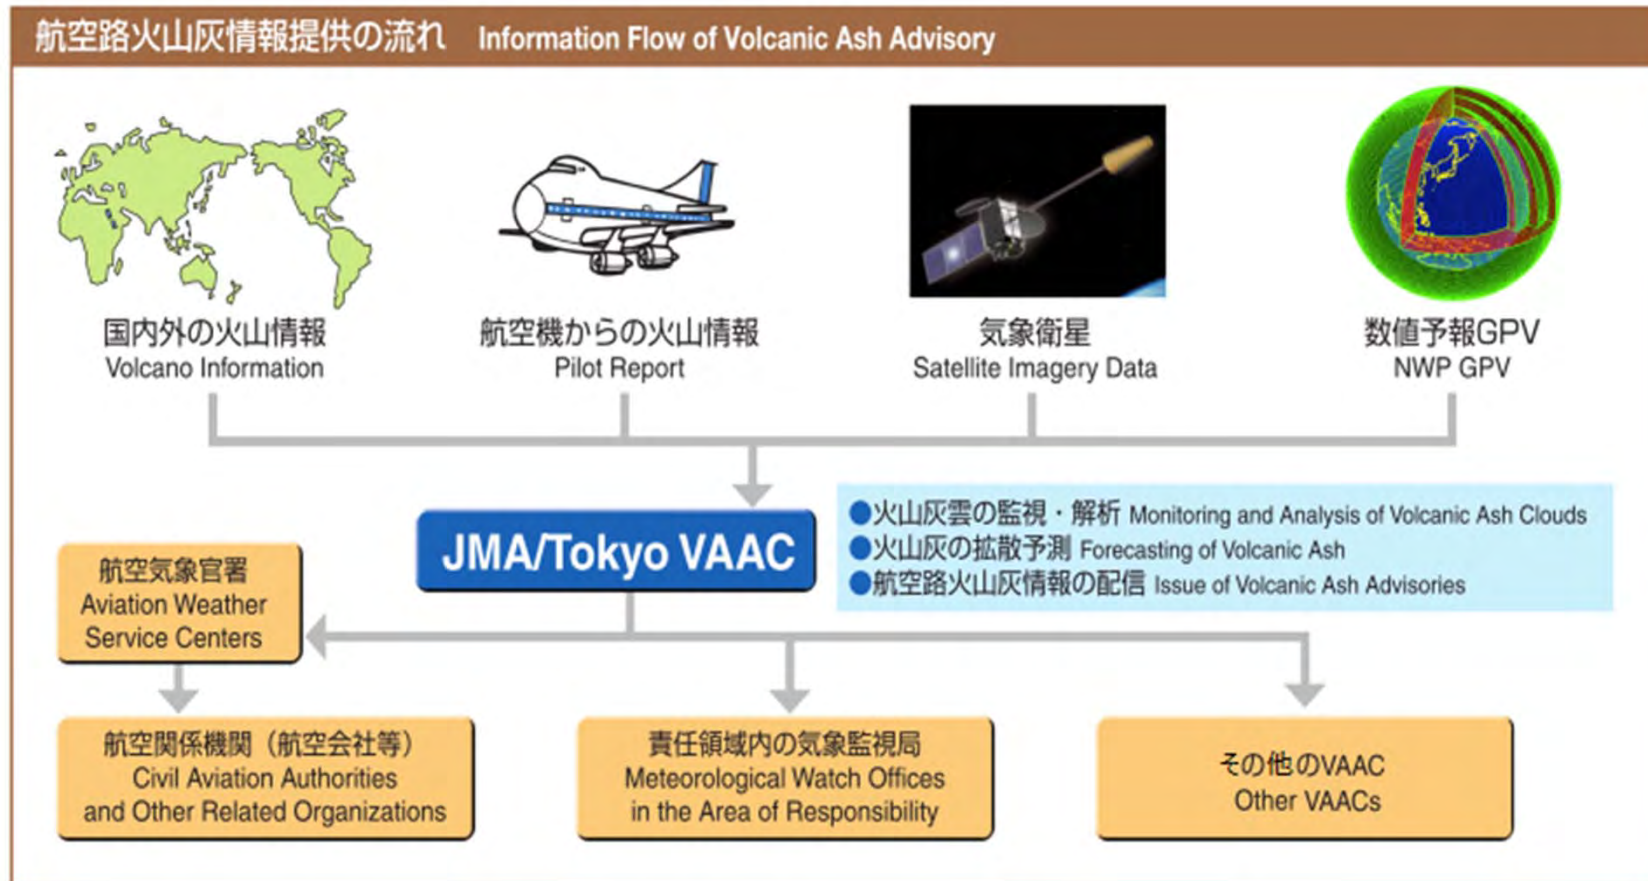 航空路火山灰情報提供の流れ Information Flow of Volcanic Ash Advisory
国内外の火山情報
Volcano Information
航空機からの火山情報
Pilot Report
気象衛星
Satellite Imagery Data
数値予報GPV
NWP GPV
JMA/Tokyo VAAC
●火山灰雲の監視・解析 Monitoring and Analysis of Volcanic Ash Clouds
●火山灰の拡散予測 Forecasting of Volcanic Ash
●航空路火山灰情報の配信 Issue of Volcanic Ash Advisories
航空気象官署
Aviation Weather
Service Centers
航空関係機関（航空会社等）
Civil Aviation Authorities
and Other Related Organizations
責任領域内の気象監視局
Meteorological Watch Offices
in the Area of Responsibility
その他のVAAC
Other VAACs